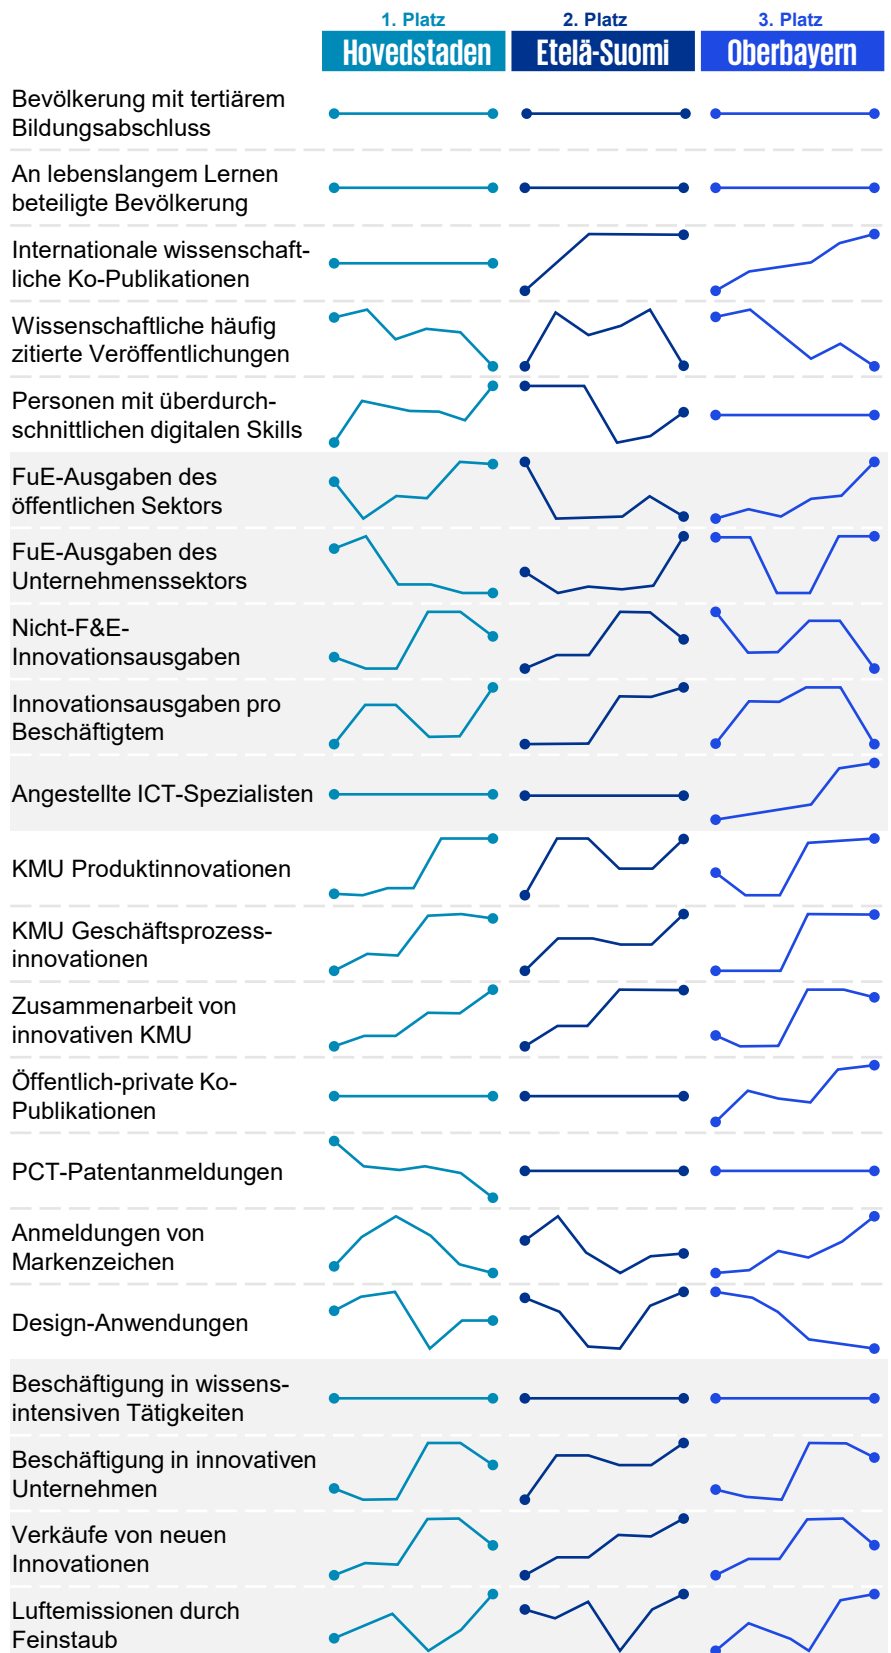 1. Platz
2. Platz
3. Platz
Hovedstaden
Etelä-Suomi
Oberbayern
Bevölkerung mit tertiärem
Bildungsabschluss
An lebenslangem Lernen
beteiligte Bevölkerung
Internationale wissenschaft-
liche Ko-Publikationen
Wissenschaftliche häufig
zitierte Veröffentlichungen
Personen mit überdurch-
schnittlichen digitalen Skills
FuE-Ausgaben des
öffentlichen Sektors
FuE-Ausgaben des
Unternehmenssektors
Nicht-F&E-
Innovationsausgaben
Innovationsausgaben pro
Beschäftigtem
Angestellte ICT-Spezialisten
KMU Produktinnovationen
KMU Geschäftsprozess-
innovationen
Zusammenarbeit von
innovativen KMU
Öffentlich-private Ko-
Publikationen
PCT-Patentanmeldungen
Anmeldungen von
Markenzeichen
Design-Anwendungen
Beschäftigung in wissens-
intensiven Tätigkeiten
Beschäftigung in innovativen
Unternehmen
Verkäufe von neuen
Innovationen
Luftemissionen durch
Feinstaub